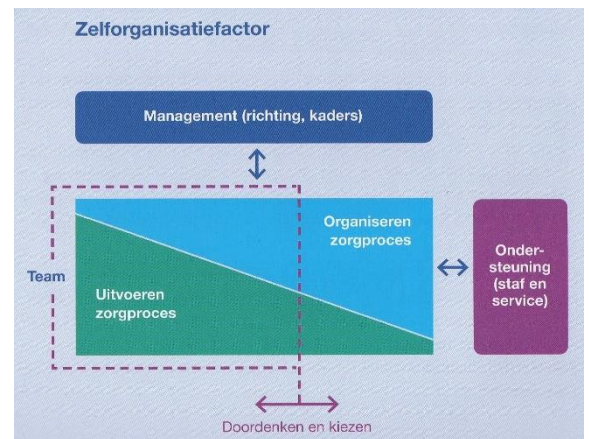 Zelforganisatiefactor
Management (richting, kaders)
Organiseren
zorgproces
Team
Uitvoeren
zorgproces
Onder-
steuning
(staf en
service)
Doordenken en kiezen